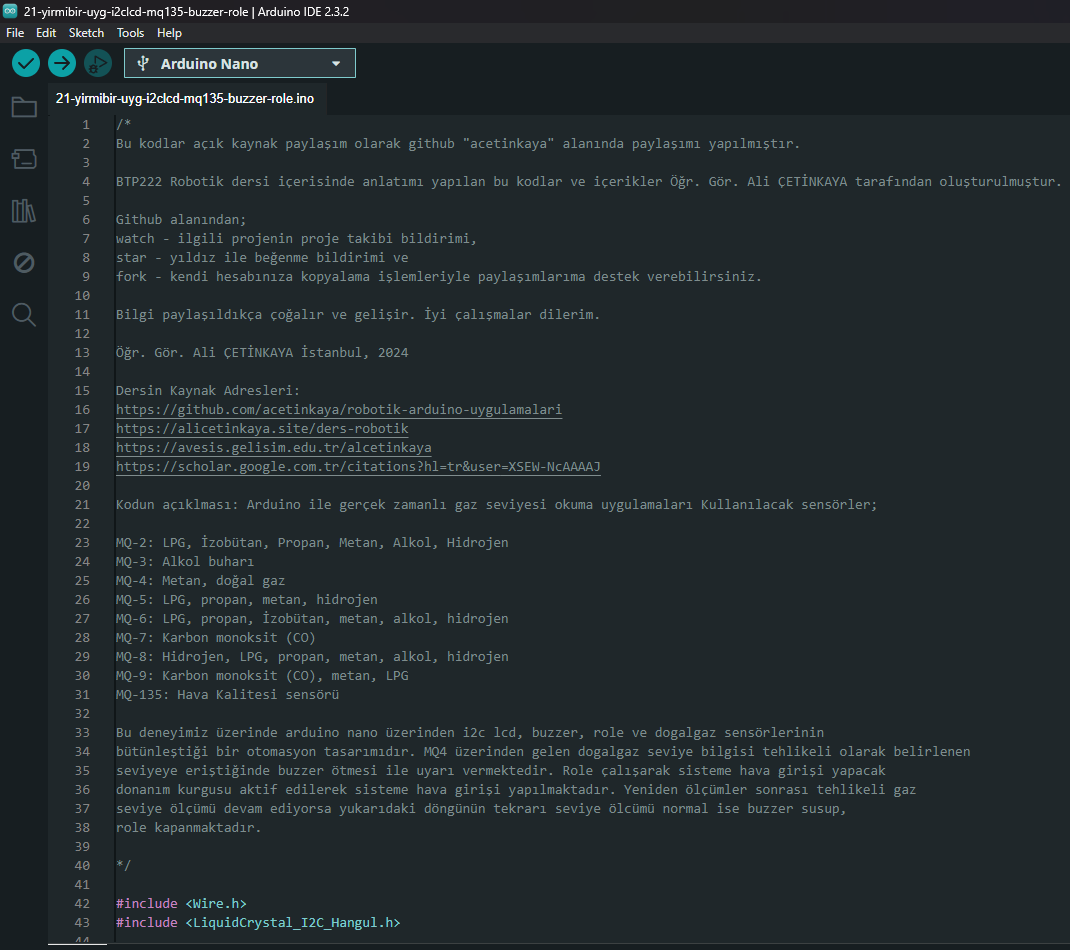 21-yirmibir-uyg-i2clcd-mq135-buzzer-role | Arduino IDE 2.3.2
File Edit Sketch Tools Help
Arduino Nano
21-yirmibir-uyg-i2clcd-mq135-buzzer-role.ino
1 /*
2 Bu kodlar açık kaynak paylaşım olarak github "acetinkaya" alanında paylaşımı yapılmıştır.
3
4 BTP222 Robotik dersi içerisinde anlatımı yapılan bu kodlar ve içerikler Öğr. Gör. Ali ÇETİNKAYA tarafından oluşturulmuştur.
5
6 Github alanından;
7 watch - ilgili projenin proje takibi bildirimi,
8 star - yıldız ile beğenme bildirimi ve
9 fork - kendi hesabınıza kopyalama işlemleriyle paylaşımlarıma destek verebilirsiniz.
10
11 Bilgi paylaşıldıkça çoğalır ve gelişir. İyi çalışmalar dilerim.
12
13 Öğr. Gör. Ali ÇETİNKAYA İstanbul, 2024
14
15 Dersin Kaynak Adresleri:
16 https://github.com/acetinkaya/robotik-arduino-uygulamalari
17 https://alicetinkaya.site/ders-robotik
18 https://avesis.gelisim.edu.tr/alcetinkaya
19 https://scholar.google.com.tr/citations?hl=tr&user=XSEW-NcAAAAJ
20
21 Kodun açıklması: Arduino ile gerçek zamanlı gaz seviyesi okuma uygulamaları Kullanılacak sensörler;
22
23 MQ-2: LPG, İzobütan, Propan, Metan, Alkol, Hidrojen
24 MQ-3: Alkol buharı
25 MQ-4: Metan, doğal gaz
26 MQ-5: LPG, propan, metan, hidrojen
27 MQ-6: LPG, propan, İzobütan, metan, alkol, hidrojen
28 MQ-7: Karbon monoksit (CO)
29 MQ-8: Hidrojen, LPG, propan, metan, alkol, hidrojen
30 MQ-9: Karbon monoksit (CO), metan, LPG
31 MQ-135: Hava Kalitesi sensörü
32
33 Bu deneyimiz üzerinde arduino nano üzerinden i2c lcd, buzzer, role ve dogalgaz sensörlerinin
34 bütünleştiği bir otomasyon tasarımıdır. MQ4 üzerinden gelen dogalgaz seviye bilgisi tehlikeli olarak belirlenen
35 seviyeye eriştiğinde buzzer ötmesi ile uyarı vermektedir. Role çalışarak sisteme hava girişi yapacak
36 donanım kurgusu aktif edilerek sisteme hava girişi yapılmaktadır. Yeniden ölçümler sonrası tehlikeli gaz
37 seviye ölçümü devam ediyorsa yukarıdaki döngünün tekrarı seviye ölcümü normal ise buzzer susup,
38 role kapanmaktadır.
39
40 */
41
42 #include <Wire.h>
43 #include <LiquidCrystal_I2C_Hangul.h>
44